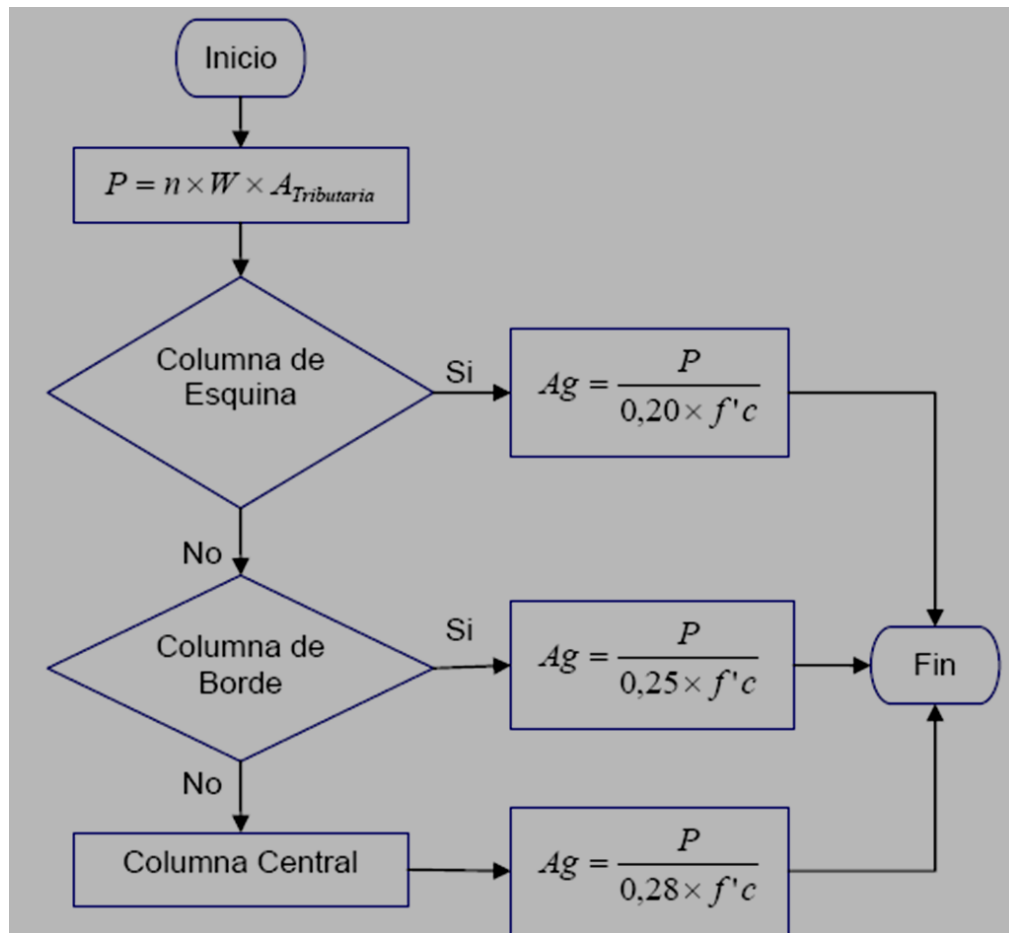 Inicio
P = n × W × A_Tributaria
Columna de
Esquina
Si
Ag = P / 0,20 × f'c
No
Columna de
Borde
Si
Ag = P / 0,25 × f'c
Fin
No
Columna Central
Ag = P / 0,28 × f'c